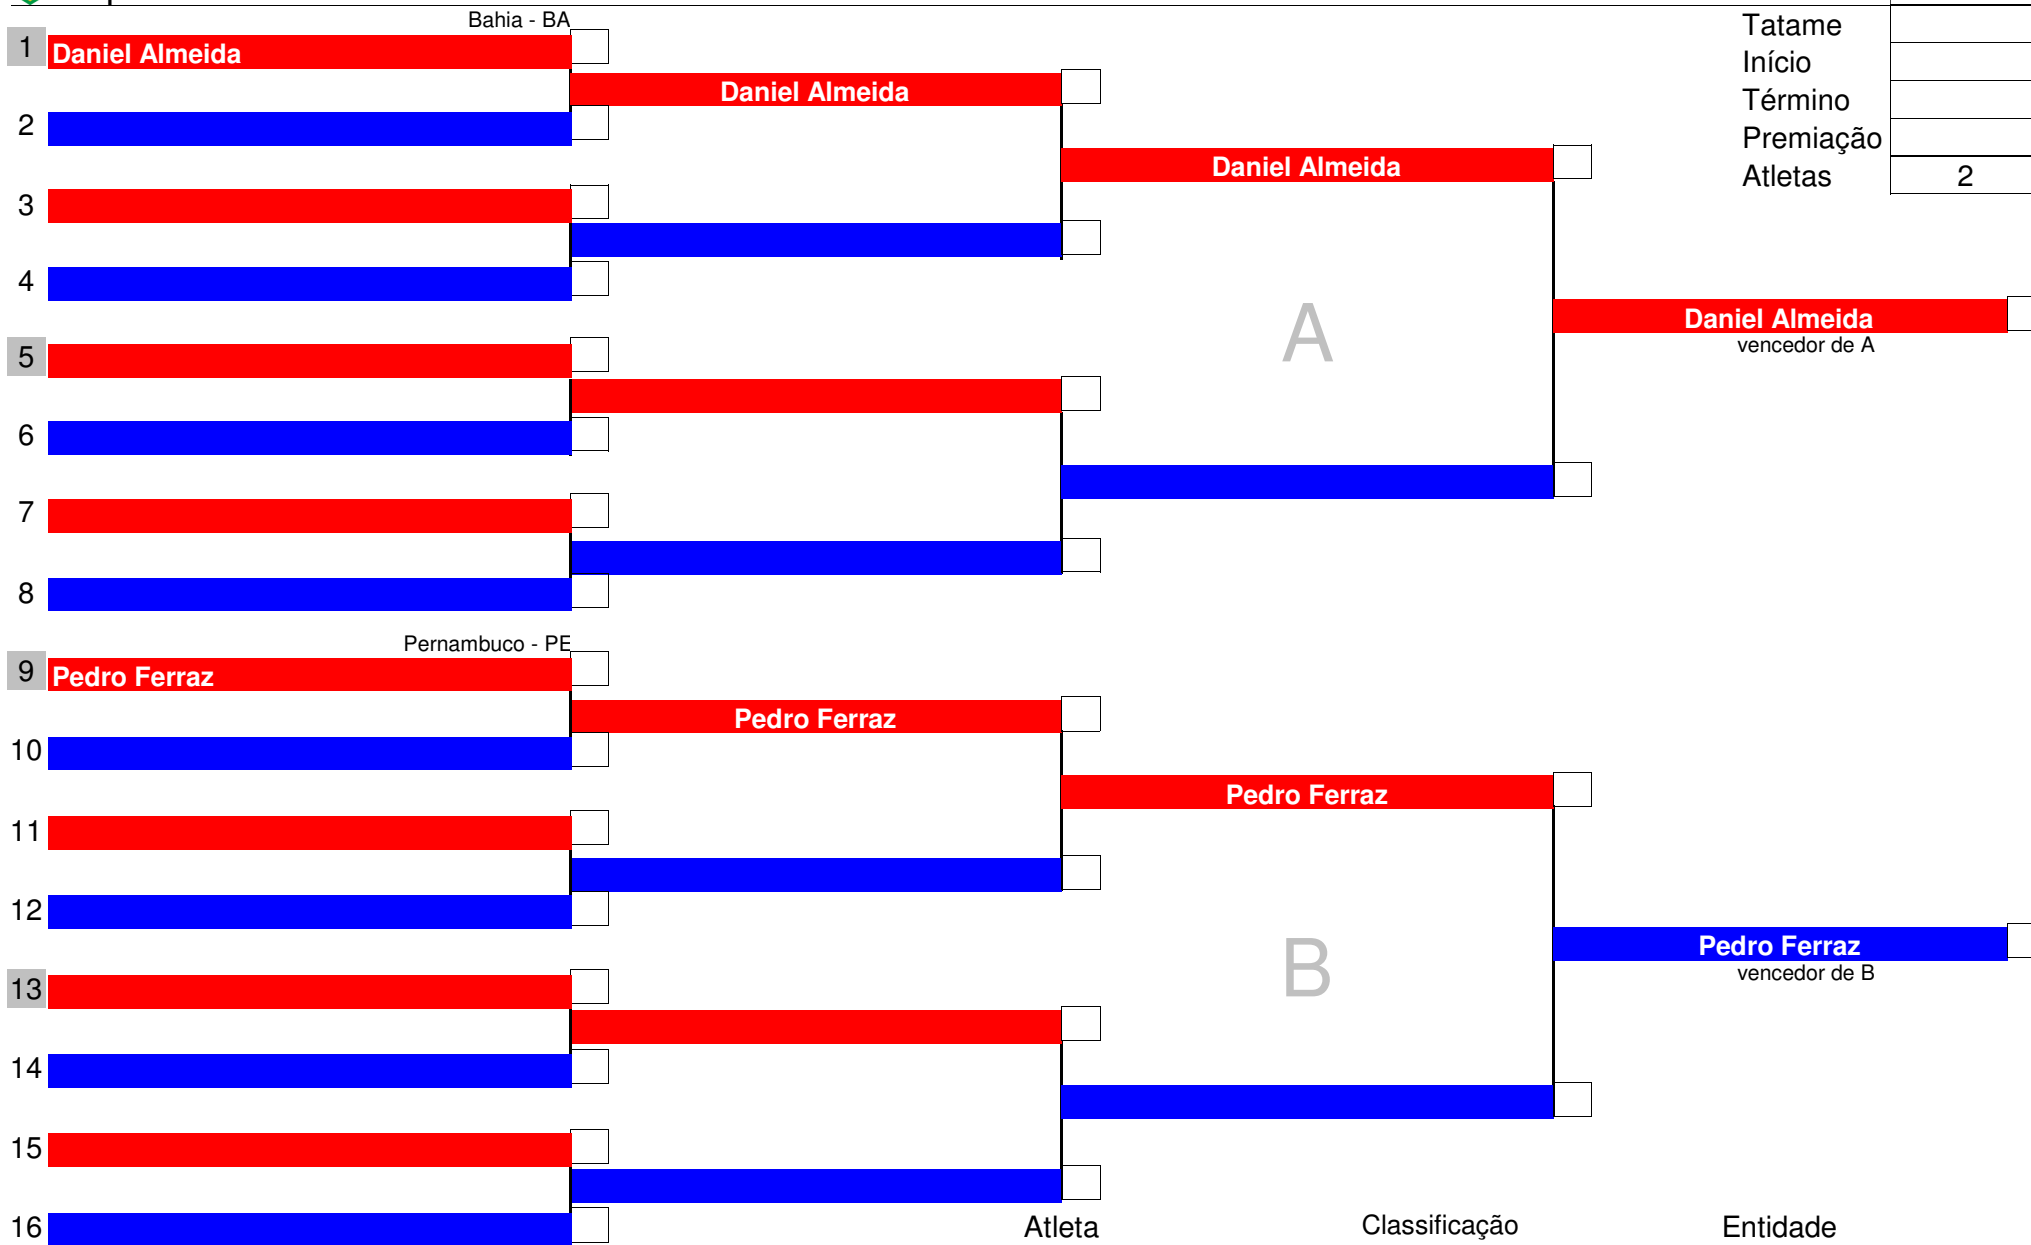 Bahia - BA
Tatame
1 Daniel Almeida
Início
Daniel Almeida
Término
2
Premiação
Daniel Almeida
Atletas 2
3
4
Daniel Almeida
A
vencedor de A
5
6
7
8
Pernambuco - PE
9 Pedro Ferraz
Pedro Ferraz
10
Pedro Ferraz
11
12
Pedro Ferraz
B
vencedor de B
13
14
15
16
Atleta Classificação Entidade